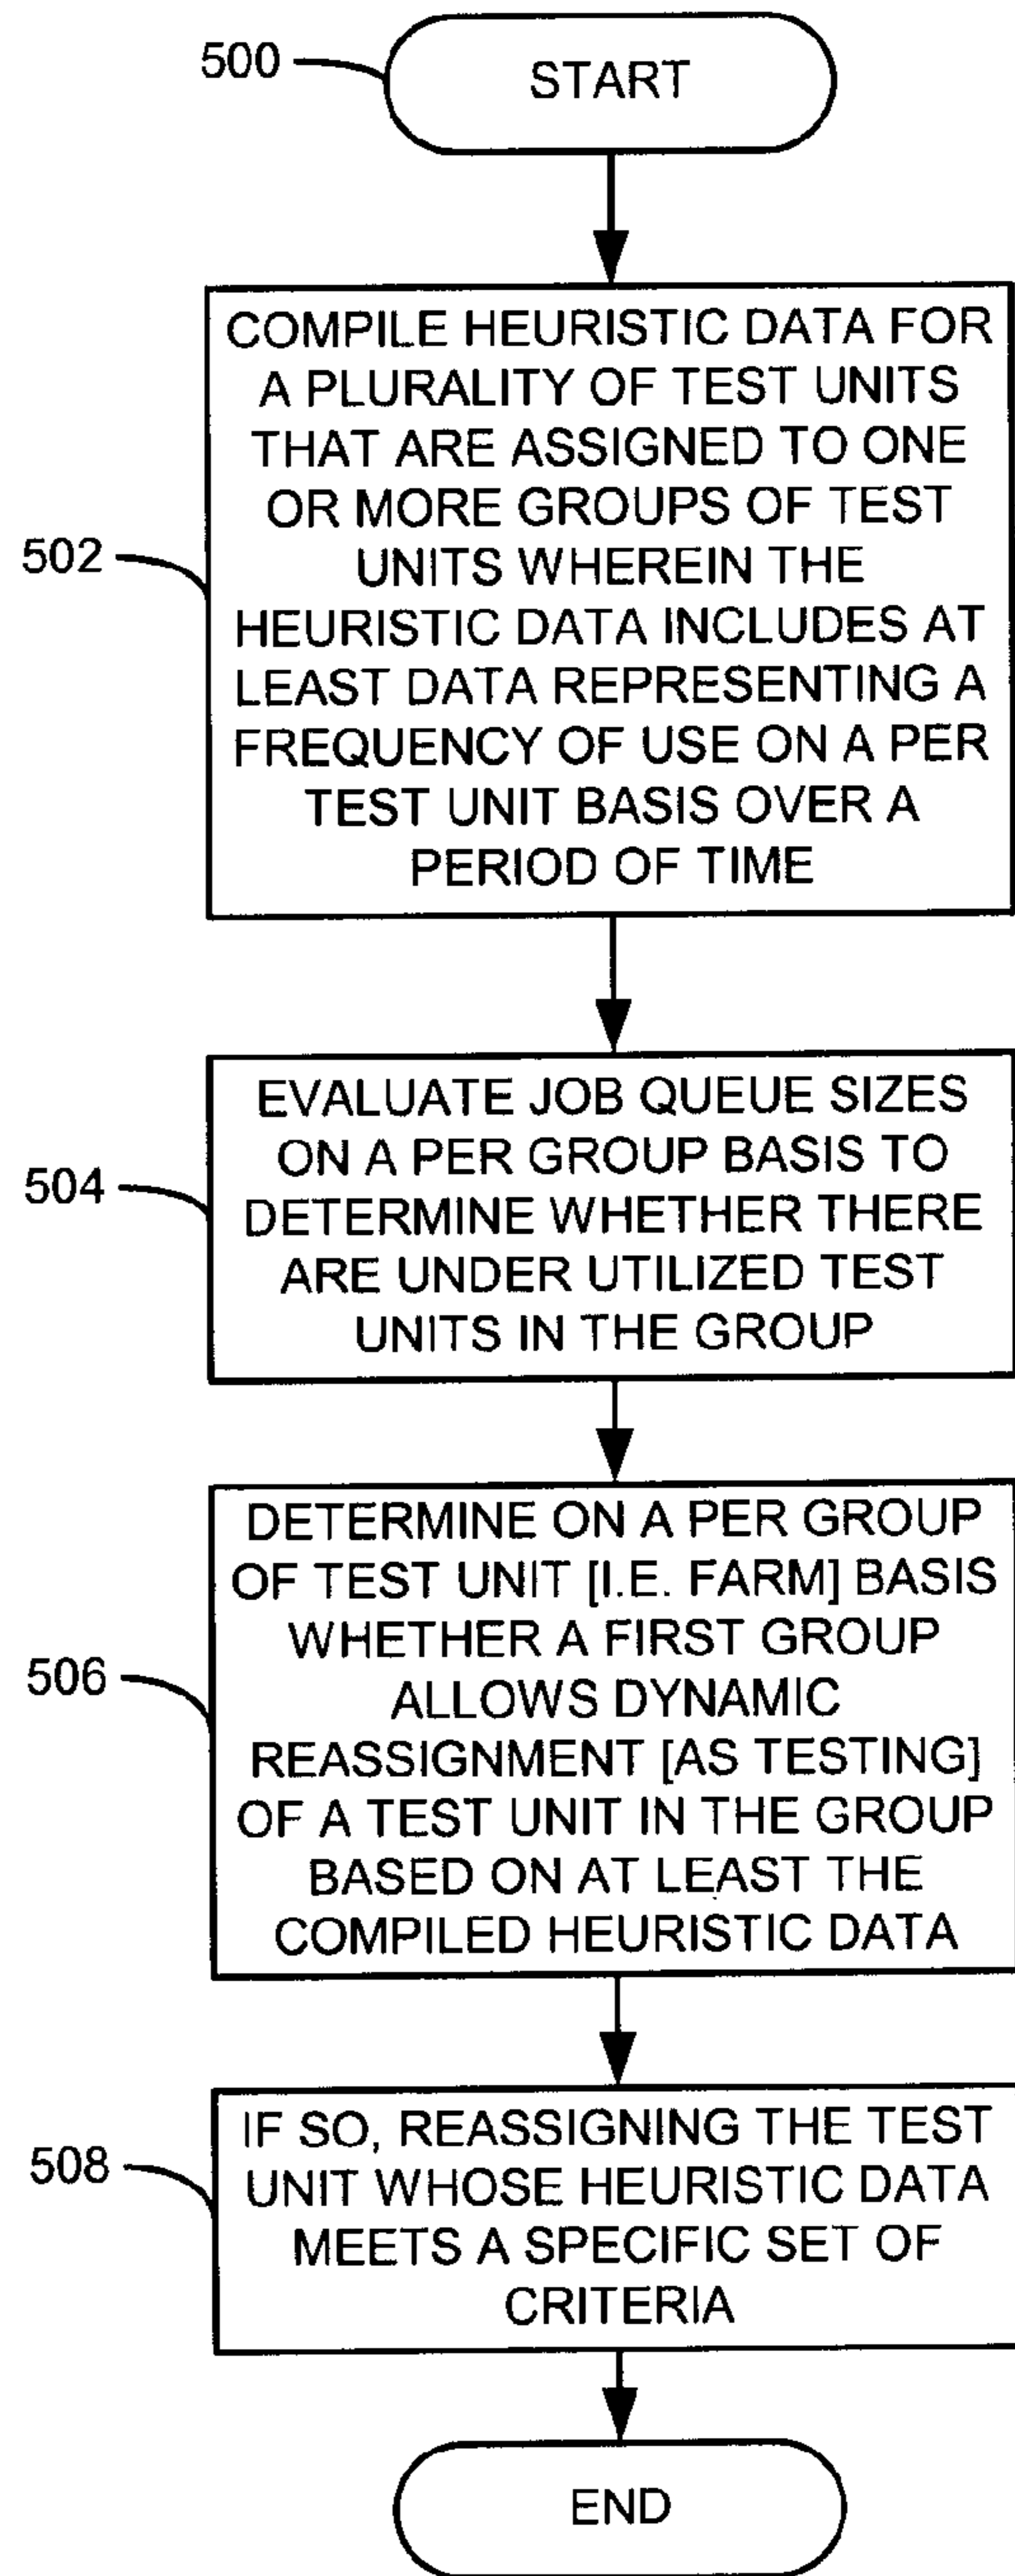 500
START
502
COMPILE HEURISTIC DATA FOR
A PLURALITY OF TEST UNITS
THAT ARE ASSIGNED TO ONE
OR MORE GROUPS OF TEST
UNITS WHEREIN THE
HEURISTIC DATA INCLUDES AT
LEAST DATA REPRESENTING A
FREQUENCY OF USE ON A PER
TEST UNIT BASIS OVER A
PERIOD OF TIME
504
EVALUATE JOB QUEUE SIZES
ON A PER GROUP BASIS TO
DETERMINE WHETHER THERE
ARE UNDER UTILIZED TEST
UNITS IN THE GROUP
506
DETERMINE ON A PER GROUP
OF TEST UNIT [I.E. FARM] BASIS
WHETHER A FIRST GROUP
ALLOWS DYNAMIC
REASSIGNMENT [AS TESTING]
OF A TEST UNIT IN THE GROUP
BASED ON AT LEAST THE
COMPILED HEURISTIC DATA
508
IF SO, REASSIGNING THE TEST
UNIT WHOSE HEURISTIC DATA
MEETS A SPECIFIC SET OF
CRITERIA
END